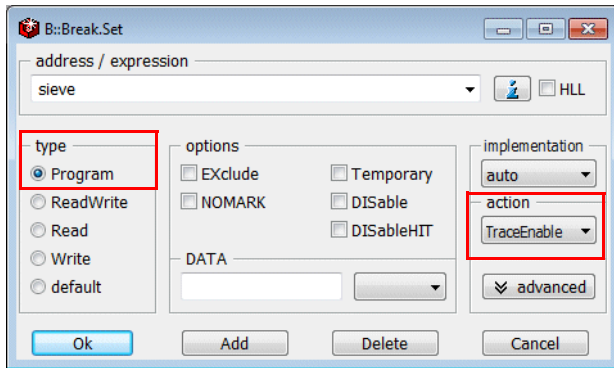 B::Break.Set
address / expression
sieve
i HLL
type options implementation
Program EXclude Temporary auto
ReadWrite NOMARK DISable action
Read DISableHIT TraceEnable
Write DATA
default advanced
Ok Add Delete Cancel